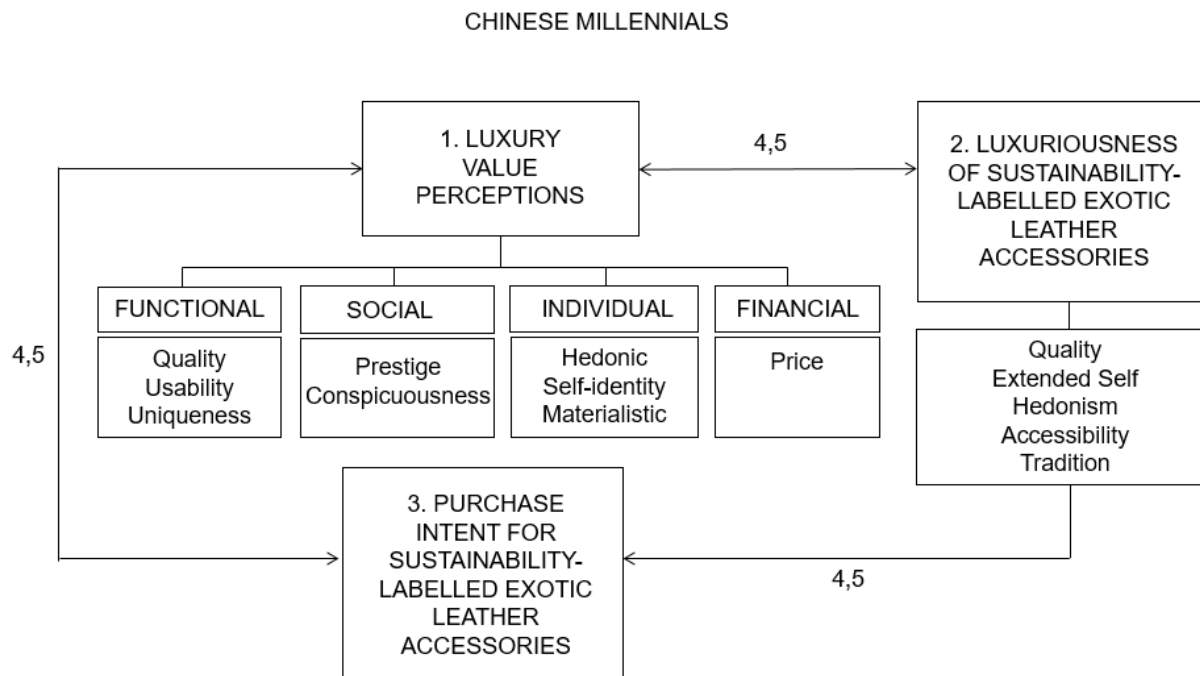 CHINESE MILLENNIALS
1. LUXURY
VALUE
PERCEPTIONS
4,5
2. LUXURIOUSNESS
OF SUSTAINABILITY-
LABELLED EXOTIC
LEATHER
ACCESSORIES
FUNCTIONAL
Quality
Usability
Uniqueness
SOCIAL
Prestige
Conspicuousness
INDIVIDUAL
Hedonic
Self-identity
Materialistic
FINANCIAL
Price
Quality
Extended Self
Hedonism
Accessibility
Tradition
4,5
3. PURCHASE
INTENT FOR
SUSTAINABILITY-
LABELLED EXOTIC
LEATHER
ACCESSORIES
4,5